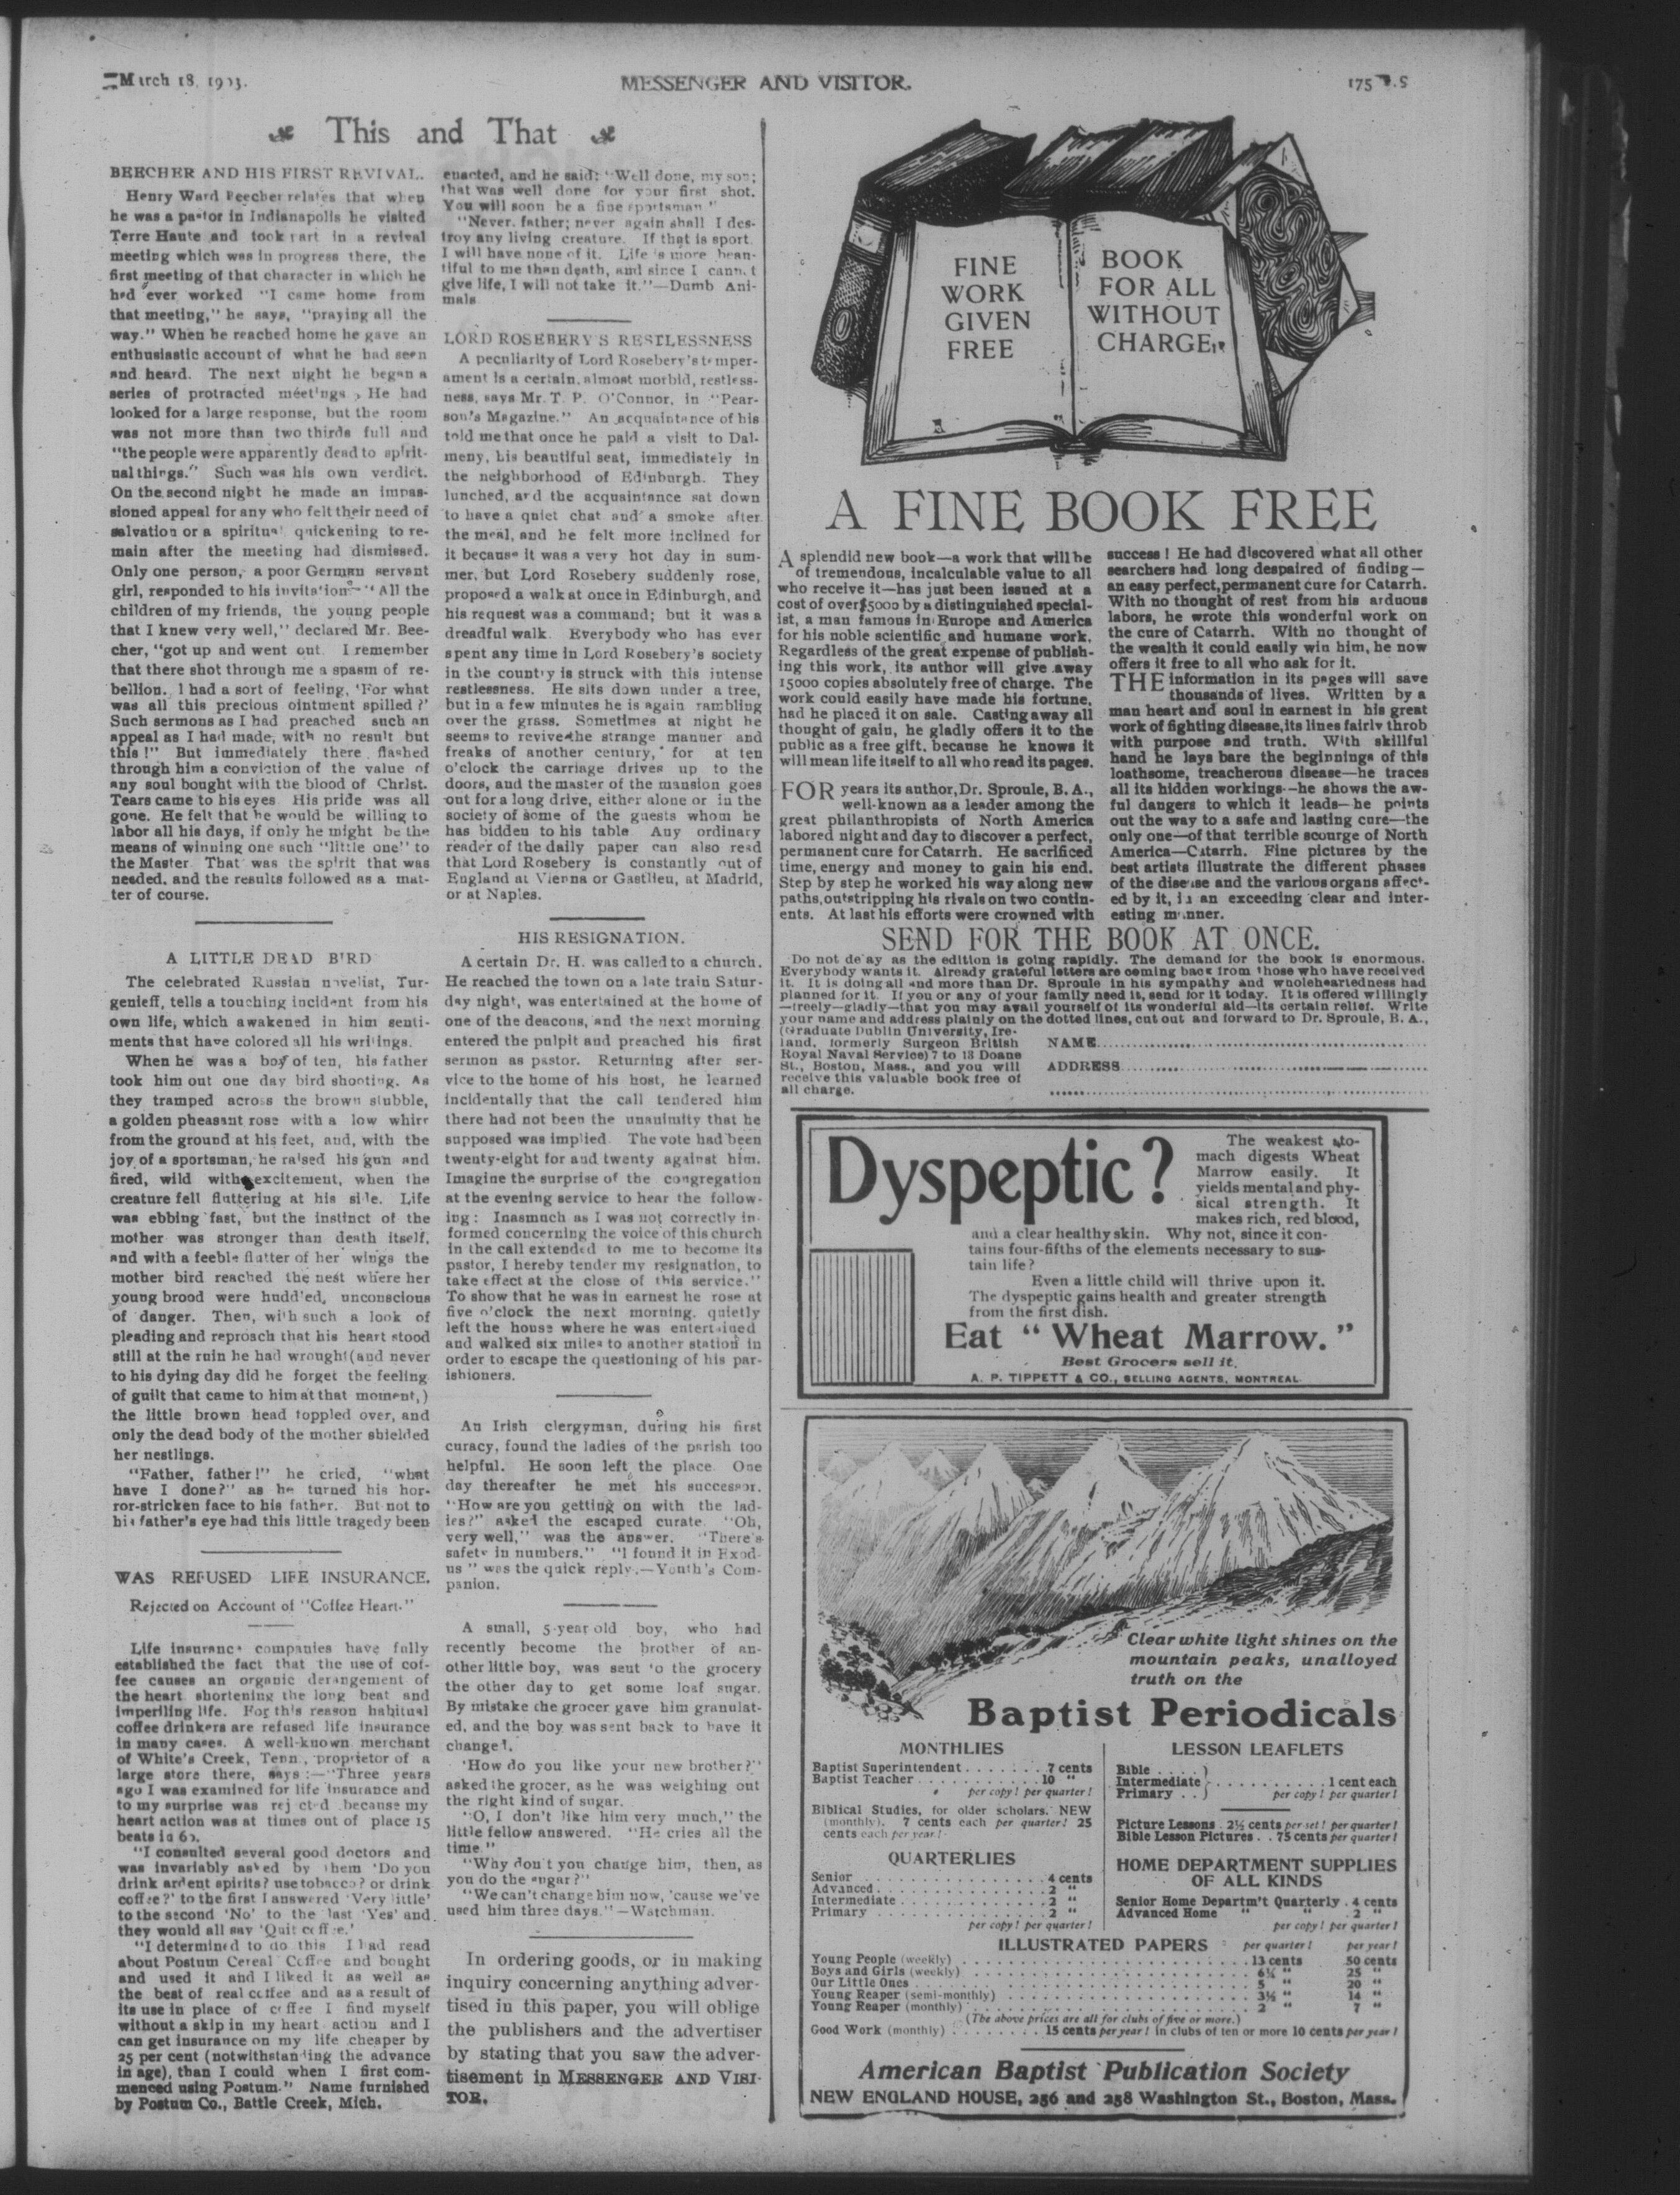 March 18, 1903.
MESSENGER AND VISITOR.
175
This and That
BEECHER AND HIS FIRST REVIVAL.
Henry Ward Beecher relates that when
he was a pastor in Indianapolis he visited
Terre Haute and took part in a revival
meeting which was in progress there, the
first meeting of that character in which he
had ever worked "I came home from
that meeting," he says, "praying all the
way." When he reached home he gave an
enthusiastic account of what he had seen
and heard. The next night he began a
series of protracted meetings. He had
looked for a large response, but the room
was not more than two thirds full and
"the people were apparently dead to spirit-
ual things." Such was his own verdict.
On the second night he made an impas-
sioned appeal for any who felt their need of
salvation or a spiritual quickening to re-
main after the meeting had dismissed.
Only one person, a poor German servant
girl, responded to his invitation—"All the
children of my friends, the young people
that I knew very well," declared Mr. Bee-
cher, "got up and went out. I remember
that there shot through me a spasm of re-
bellion. I had a sort of feeling, 'For what
was all this precious ointment spilled?'
Such sermons as I had preached such an
appeal as I had made, with no result but
this!" But immediately there flashed
through him a conviction of the value of
any soul bought with the blood of Christ.
Tears came to his eyes. His pride was all
gone. He felt that he would be willing to
labor all his days, if only he might be the
means of winning one such "little one" to
the Master. That was the spirit that was
needed, and the results followed as a mat-
ter of course.
A LITTLE DEAD BIRD
The celebrated Russian novelist, Tur-
genieff, tells a touching incident from his
own life, which awakened in him senti-
ments that have colored all his writings.
When he was a boy of ten, his father
took him out one day bird shooting. As
they tramped across the brown stubble,
a golden pheasant rose with a low whirr
from the ground at his feet, and, with the
joy of a sportsman, he raised his gun and
fired, wild with excitement, when the
creature fell fluttering at his side. Life
was ebbing fast, but the instinct of the
mother was stronger than death itself,
and with a feeble flutter of her wings the
mother bird reached the nest where her
young brood were huddled, unconscious
of danger. Then, with such a look of
pleading and reproach that his heart stood
still at the ruin he had wrought (and never
to his dying day did he forget the feeling
of guilt that came to him at that moment,)
the little brown head toppled over, and
only the dead body of the mother shielded
her nestlings.
"Father, father!" he cried, "what
have I done?" as he turned his hor-
ror-stricken face to his father. But not to
his father's eye had this little tragedy been
WAS REFUSED LIFE INSURANCE.
Rejected on Account of "Coffee Heart."
Life insurance companies have fully
established the fact that the use of cof-
fee causes an organic derangement of
the heart shortening the long beat and
imperiling life. For this reason habitual
coffee drinkers are refused life insurance
in many cases. A well-known merchant
of White's Creek, Tenn., proprietor of a
large store there, says:—"Three years
ago I was examined for life insurance and
to my surprise was rejected because my
heart action was at times out of place 15
beats in 60.
"I consulted several good doctors and
was invariably asked by them 'Do you
drink ardent spirits? use tobacco? or drink
coffee?' to the first I answered 'Very little'
to the second 'No' to the last 'Yes' and
they would all say 'Quit coffee.'
"I determined to do this I had read
about Postum Cereal Coffee and bought
and used it and I liked it as well as
the best of real coffee and as a result of
its use in place of coffee I find myself
without a skip in my heart action and I
can get insurance on my life cheaper by
25 per cent (notwithstanding the advance
in age), than I could when I first com-
menced using Postum." Name furnished
by Postum Co., Battle Creek, Mich.
enacted, and he said: "Well done, my son;
that was well done for your first shot.
You will soon be a fine sportsman."
"Never, father; never again shall I des-
troy any living creature. If that is sport,
I will have none of it. Life is more beau-
tiful to me than death, and since I cannot
give life, I will not take it."—Dumb Ani-
mals
LORD ROSEBERY'S RESTLESSNESS
A peculiarity of Lord Rosebery's temper-
ament is a certain, almost morbid, restless-
ness, says Mr. T. P. O'Connor, in "Pear-
son's Magazine." An acquaintance of his
told me that once he paid a visit to Dal-
meny, his beautiful seat, immediately in
the neighborhood of Edinburgh. They
lunched, and the acquaintance sat down
to have a quiet chat and a smoke after
the meal, and he felt more inclined for
it because it was a very hot day in sum-
mer, but Lord Rosebery suddenly rose,
proposed a walk at once in Edinburgh, and
his request was a command; but it was a
dreadful walk. Everybody who has ever
spent any time in Lord Rosebery's society
in the country is struck with this intense
restlessness. He sits down under a tree,
but in a few minutes he is again rambling
over the grass. Sometimes at night he
seems to revive the strange manner and
freaks of another century, for at ten
o'clock the carriage drives up to the
doors, and the master of the mansion goes
out for a long drive, either alone or in the
society of some of the guests whom he
has bidden to his table. Any ordinary
reader of the daily paper can also read
that Lord Rosebery is constantly out of
England at Vienna or Gastlieu, at Madrid,
or at Naples.
HIS RESIGNATION.
A certain Dr. H. was called to a church.
He reached the town on a late train Satur-
day night, was entertained at the home of
one of the deacons, and the next morning
entered the pulpit and preached his first
sermon as pastor. Returning after ser-
vice to the home of his host, he learned
incidentally that the call tendered him
there had not been the unanimity that he
supposed was implied. The vote had been
twenty-eight for and twenty against him.
Imagine the surprise of the congregation
at the evening service to hear the follow-
ing: Inasmuch as I was not correctly in-
formed concerning the voice of this church
in the call extended to me to become its
pastor, I hereby tender my resignation, to
take effect at the close of this service."
To show that he was in earnest he rose at
five o'clock the next morning, quietly
left the house where he was entertained
and walked six miles to another station in
order to escape the questioning of his par-
ishioners.
An Irish clergyman, during his first
curacy, found the ladies of the parish too
helpful. He soon left the place. One
day thereafter he met his successor.
"How are you getting on with the lad-
ies?" asked the escaped curate. "Oh,
very well," was the answer. "There's
safety in numbers." "I found it in Exod-
us" was the quick reply.—Youth's Com-
panion.
A small, 5-year old boy, who had
recently become the brother of an-
other little boy, was sent to the grocery
the other day to get some loaf sugar.
By mistake the grocer gave him granulat-
ed, and the boy was sent back to have it
changed.
'How do you like your new brother?"
asked the grocer, as he was weighing out
the right kind of sugar.
"O, I don't like him very much," the
little fellow answered. "He cries all the
time."
"Why don't you change him, then, as
you do the sugar?"
"We can't change him now, 'cause we've
used him three days."—Watchman.
In ordering goods, or in making
inquiry concerning anything adver-
tised in this paper, you will oblige
the publishers and the advertiser
by stating that you saw the adver-
tisement in MESSENGER AND VISI-
TOR.
FINE
WORK
GIVEN
FREE
BOOK
FOR ALL
WITHOUT
CHARGE
A FINE BOOK FREE
A splendid new book—a work that will be
of tremendous, incalculable value to all
who receive it—has just been issued at a
cost of over $5000 by a distinguished special-
ist, a man famous in Europe and America
for his noble scientific and humane work.
Regardless of the great expense of publish-
ing this work, its author will give away
15000 copies absolutely free of charge. The
work could easily have made his fortune,
had he placed it on sale. Casting away all
thought of gain, he gladly offers it to the
public as a free gift, because he knows it
will mean life itself to all who read its pages.
FOR years its author, Dr. Sproule, B. A.,
well-known as a leader among the
great philanthropists of North America
labored night and day to discover a perfect,
permanent cure for Catarrh. He sacrificed
time, energy and money to gain his end.
Step by step he worked his way along new
paths, outstripping his rivals on two contin-
ents. At last his efforts were crowned with
success! He had discovered what all other
searchers had long despaired of finding—
an easy perfect, permanent cure for Catarrh.
With no thought of rest from his arduous
labors, he wrote this wonderful work on
the cure of Catarrh. With no thought of
the wealth it could easily win him, he now
offers it free to all who ask for it.
THE information in its pages will save
thousands of lives. Written by a
man heart and soul in earnest in his great
work of fighting disease, its lines fairly throb
with purpose and truth. With skillful
hand he lays bare the beginnings of this
loathsome, treacherous disease—he traces
all its hidden workings—he shows the aw-
ful dangers to which it leads—he points
out the way to a safe and lasting cure—the
only one—of that terrible scourge of North
America—Catarrh. Fine pictures by the
best artists illustrate the different phases
of the disease and the various organs affect-
ed by it, in an exceeding clear and inter-
esting manner.
SEND FOR THE BOOK AT ONCE.
Do not delay as the edition is going rapidly. The demand for the book is enormous.
Everybody wants it. Already grateful letters are coming back from those who have received
it. It is doing all and more than Dr. Sproule in his sympathy and wholeheartedness had
planned for it. If you or any of your family need it, send for it today. It is offered willingly
—freely—gladly—that you may avail yourself of its wonderful aid—its certain relief. Write
your name and address plainly on the dotted lines, cut out and forward to Dr. Sproule, B. A.,
(Graduate Dublin University, Ire-
land, formerly Surgeon British
Royal Naval Service) 7 to 13 Doane
St., Boston, Mass., and you will
receive this valuable book free of
all charge.
NAME
ADDRESS
Dyspeptic?
The weakest sto-
mach digests Wheat
Marrow easily. It
yields mental and phy-
sical strength. It
makes rich, red blood,
and a clear healthy skin. Why not, since it con-
tains four-fifths of the elements necessary to sus-
tain life?
Even a little child will thrive upon it.
The dyspeptic gains health and greater strength
from the first dish.
Eat "Wheat Marrow."
Best Grocers sell it.
A. P. TIPPETT & CO., SELLING AGENTS, MONTREAL
Clear white light shines on the
mountain peaks, unalloyed
truth on the
Baptist Periodicals
MONTHLIES
Baptist Superintendent . . . . . . . 7 cents
Baptist Teacher . . . . . . . . . . . 10 "
per copy! per quarter!
Biblical Studies, for older scholars. NEW
(monthly). 7 cents each per quarter! 25
cents each per year!
QUARTERLIES
Senior . . . . . . . . 4 cents
Advanced . . . . . . . . 2 "
Intermediate . . . . . . . . 2 "
Primary . . . . . . . . 2 "
per copy! per quarter!
LESSON LEAFLETS
Bible . . . .
Intermediate . . . . . . . . 1 cent each
Primary . .
per copy! per quarter!
Picture Lessons . 2½ cents per set! per quarter!
Bible Lesson Pictures . . 75 cents per quarter!
HOME DEPARTMENT SUPPLIES
OF ALL KINDS
Senior Home Departm't Quarterly . 4 cents
Advanced Home " " . 2 "
per copy! per quarter!
ILLUSTRATED PAPERS per quarter! per year!
Young People (weekly) . . . . . . 13 cents 50 cents
Boys and Girls (weekly) . . . . . . 6¼ " 25 "
Our Little Ones . . . . . . 5 " 20 "
Young Reaper (semi-monthly) . . . . . . 3½ " 14 "
Young Reaper (monthly) . . . . . . 2 " 7 "
(The above prices are all for clubs of five or more.)
Good Work (monthly) . . . . . . . . 15 cents per year! In clubs of ten or more 10 cents per year!
American Baptist Publication Society
NEW ENGLAND HOUSE, 256 and 258 Washington St., Boston, Mass.